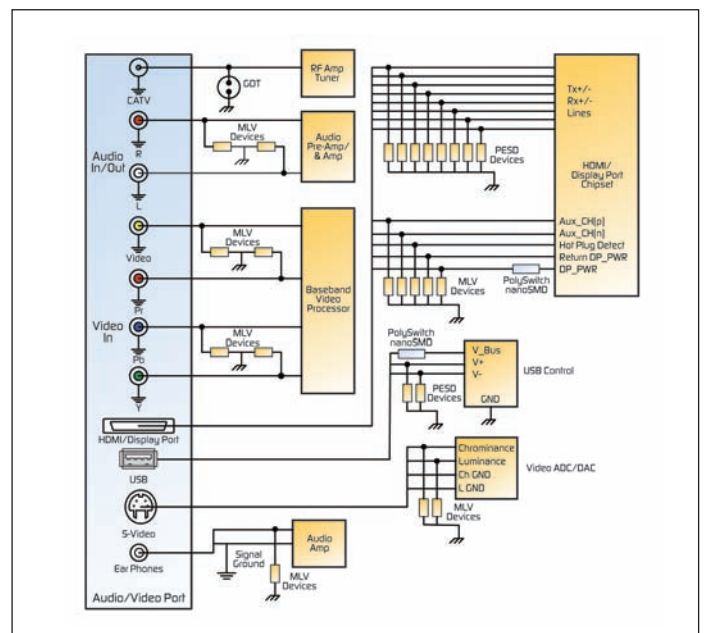 CATV
R
Audio
In/Out
L
Video
Pr
Video
In
Pb
Y
HDMI/Display Port
USB
S-Video
Ear Phones
Audio/Video Port
GDT
RF Amp
Tuner
MLV
Devices
Audio
Pre-Amp/
& Amp
MLV
Devices
MLV
Devices
Baseband
Video
Processor
Signal
Ground
MLV
Devices
Audio
Amp
Tx+/-
Rx+/-
Lines
PESD
Devices
HDMI/
Display Port
Chipset
Aux_CH(p)
Aux_CH(n)
Hot Plug Detect
Return DP_PWR
DP_PWR
MLV
Devices
PolySwitch
nanoSMD
PolySwitch
nanoSMD
V_Bus
V+
V-
GND
USB Control
PESD
Devices
Chrominance
Luminance
Ch GND
L GND
Video ADC/DAC
MLV
Devices